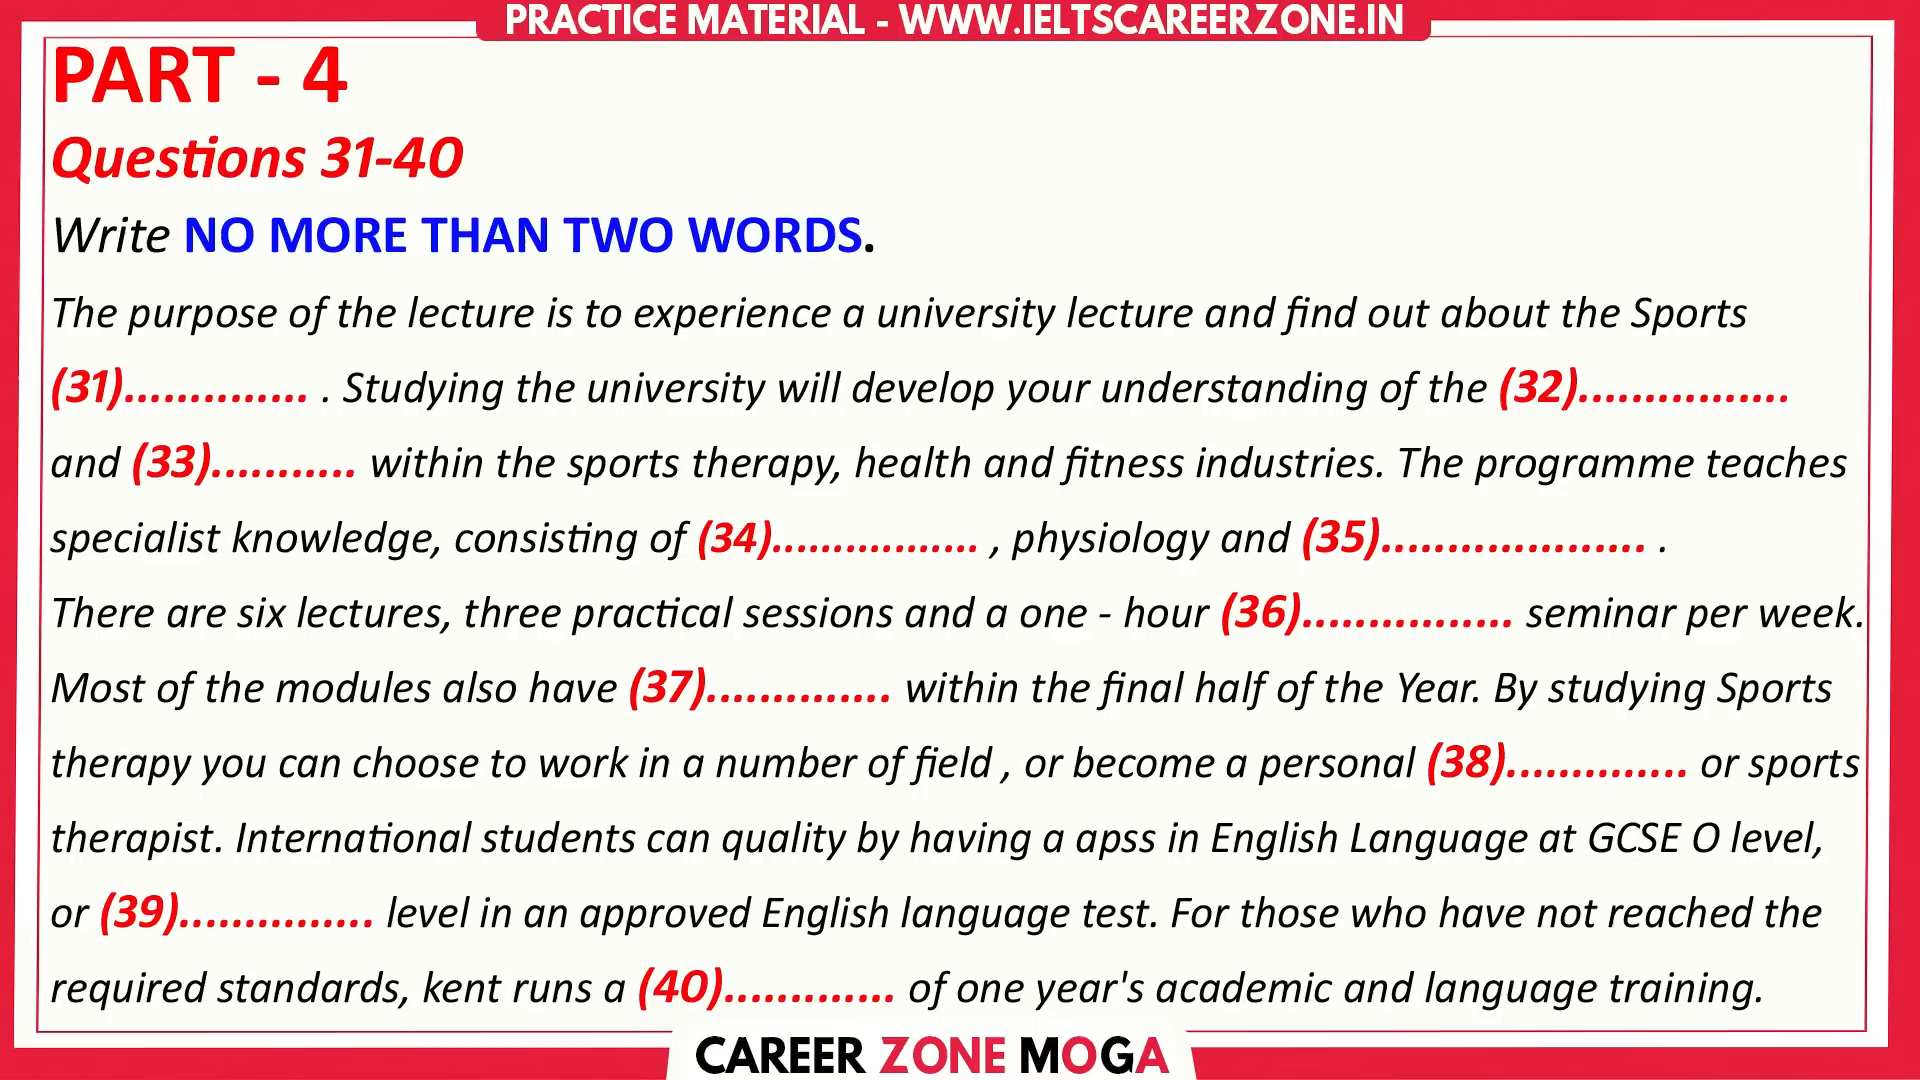 PRACTICE MATERIAL - WWW.IELTSCAREERZONE.IN
PART - 4
Questions 31-40
Write NO MORE THAN TWO WORDS.
The purpose of the lecture is to experience a university lecture and find out about the Sports
(31).............. . Studying the university will develop your understanding of the (32)................
and (33)........... within the sports therapy, health and fitness industries. The programme teaches
specialist knowledge, consisting of (34)................. , physiology and (35).................... .
There are six lectures, three practical sessions and a one - hour (36)................ seminar per week.
Most of the modules also have (37).............. within the final half of the Year. By studying Sports
therapy you can choose to work in a number of field , or become a personal (38).............. or sports
therapist. International students can quality by having a apss in English Language at GCSE O level,
or (39)............... level in an approved English language test. For those who have not reached the
required standards, kent runs a (40)............. of one year's academic and language training.
CAREER ZONE MOGA